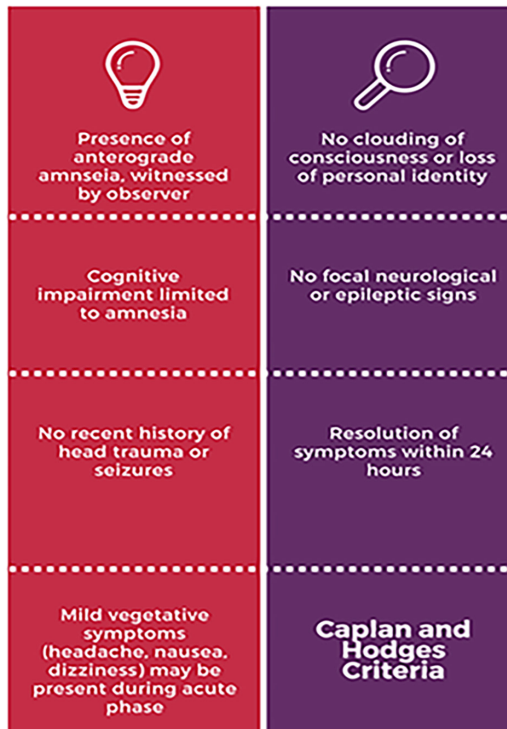 Presence of
anterograde
amnseia, witnessed
by observer
No clouding of
consciousness or loss
of personal identity
Cognitive
impairment limited
to amnesia
No focal neurological
or epileptic signs
No recent history of
head trauma or
seizures
Resolution of
symptoms within 24
hours
Mild vegetative
symptoms
(headache, nausea,
dizziness) may be
present during acute
phase
Caplan and
Hodges
Criteria